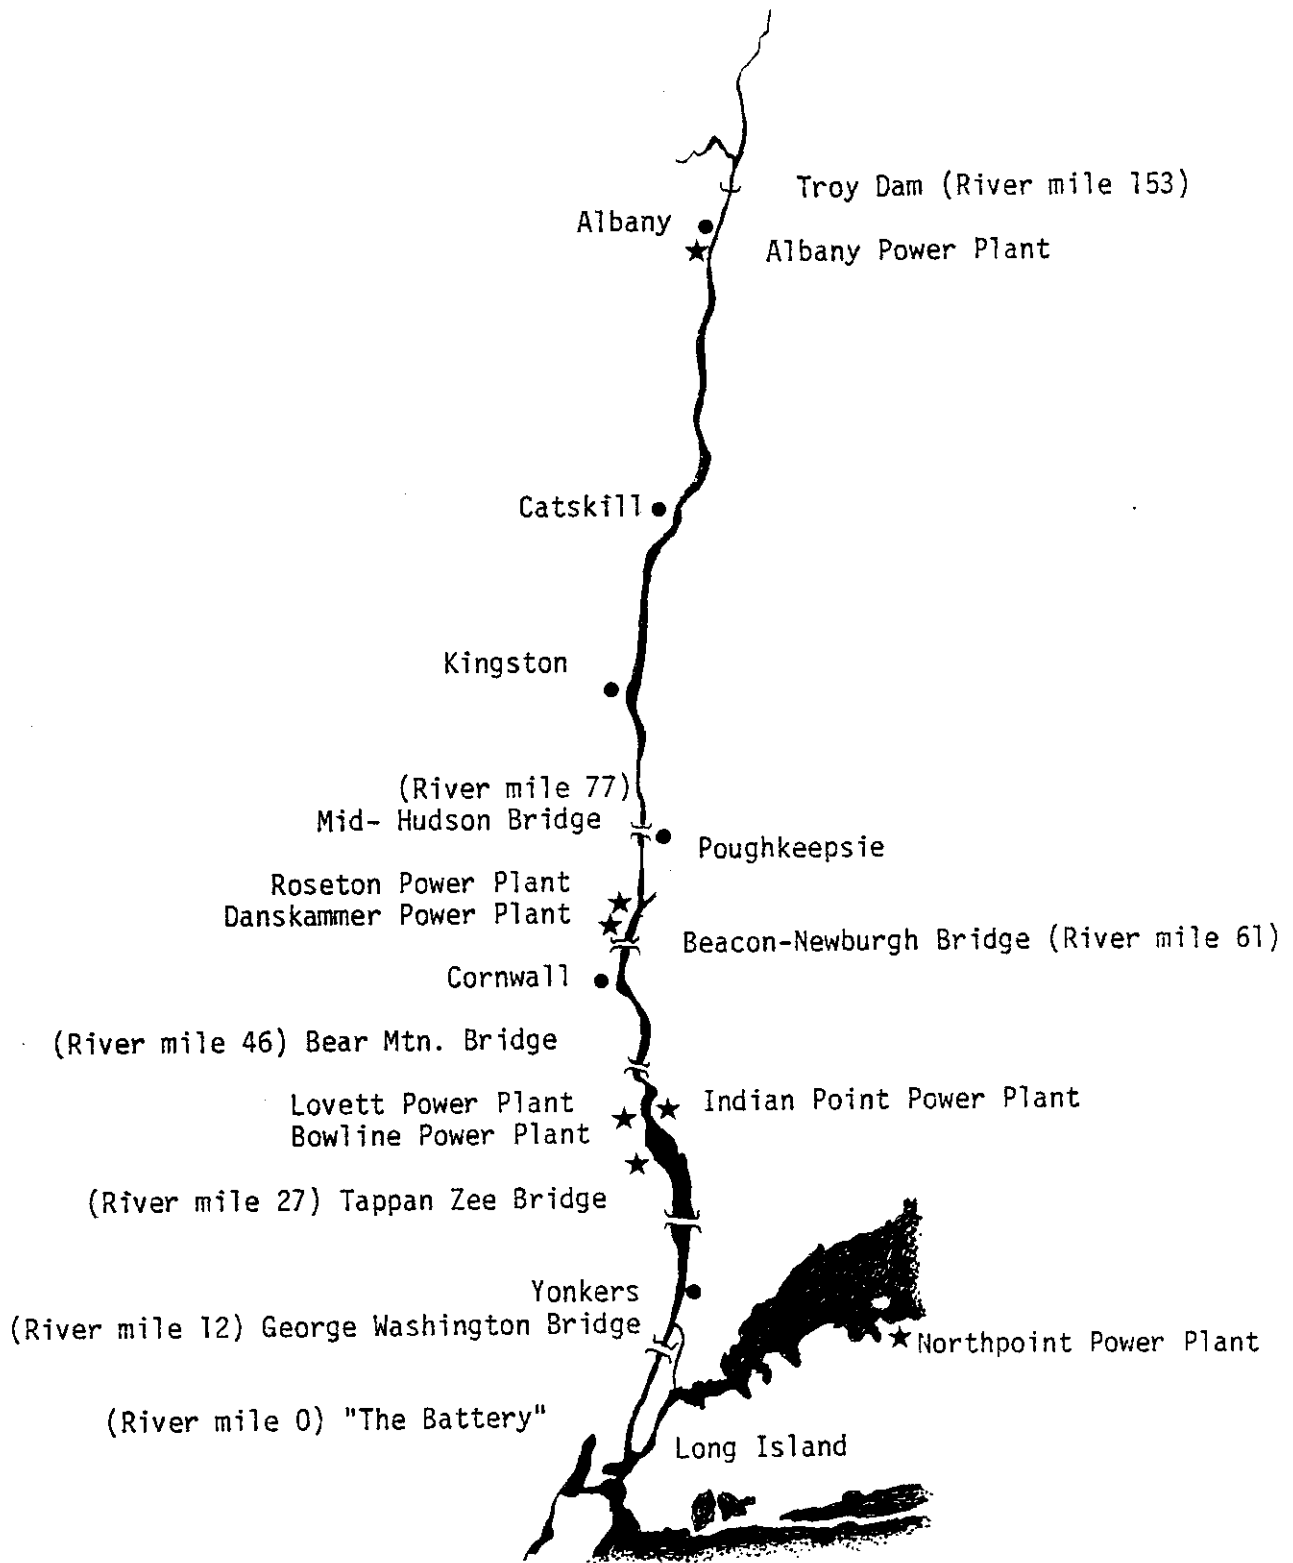 Troy Dam (River mile 153)
Albany
Albany Power Plant
Catskill
Kingston
(River mile 77)
Mid- Hudson Bridge
Poughkeepsie
Roseton Power Plant
Danskammer Power Plant
Beacon-Newburgh Bridge (River mile 61)
Cornwall
(River mile 46) Bear Mtn. Bridge
Lovett Power Plant
Indian Point Power Plant
Bowline Power Plant
(River mile 27) Tappan Zee Bridge
Yonkers
(River mile 12) George Washington Bridge
Northpoint Power Plant
(River mile 0) "The Battery"
Long Island